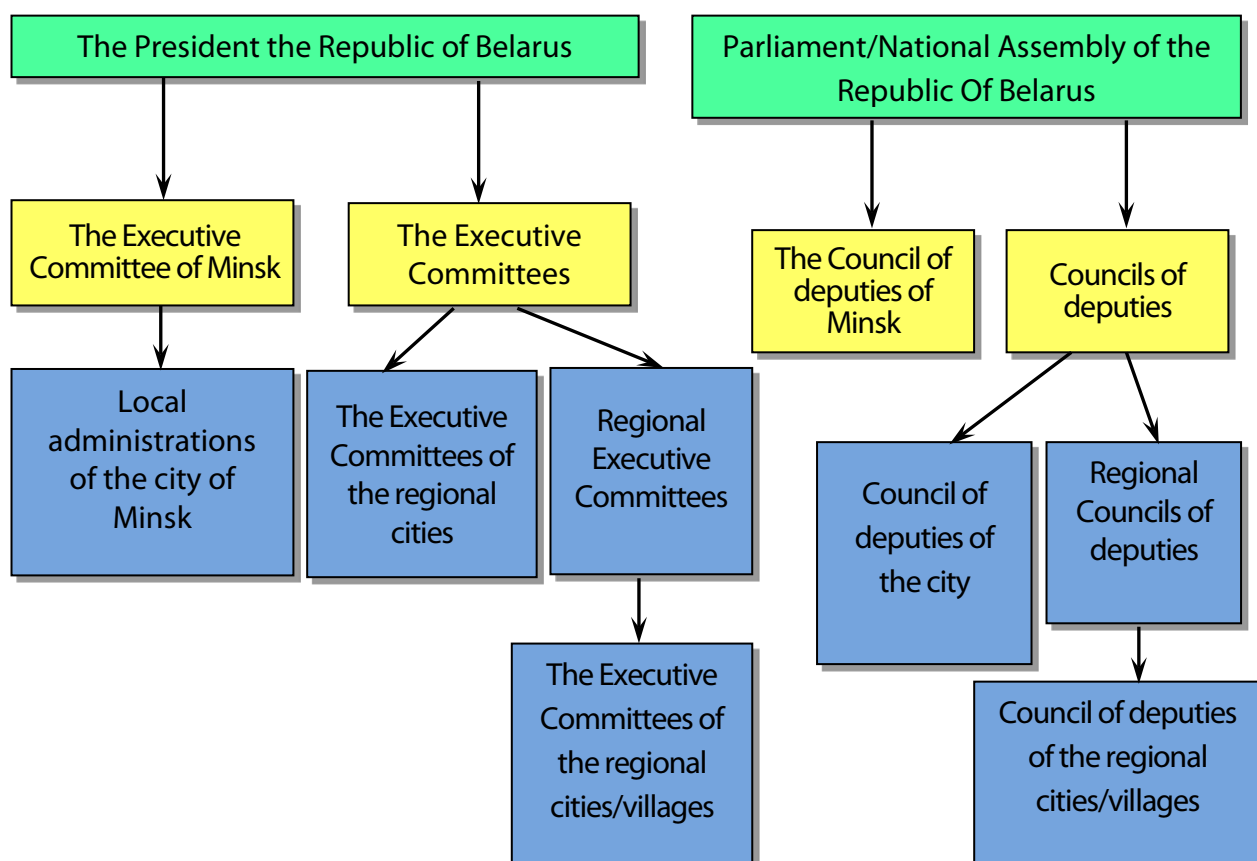 The President the Republic of Belarus
Parliament/National Assembly of the
Republic Of Belarus
The Executive
Committee of Minsk
The Executive
Committees
The Council of
deputies of
Minsk
Councils of
deputies
Local
administrations
of the city of
Minsk
The Executive
Committees of
the regional
cities
Regional
Executive
Committees
Council of
deputies of
the city
Regional
Councils of
deputies
The Executive
Committees of
the regional
cities/villages
Council of deputies
of the regional
cities/villages